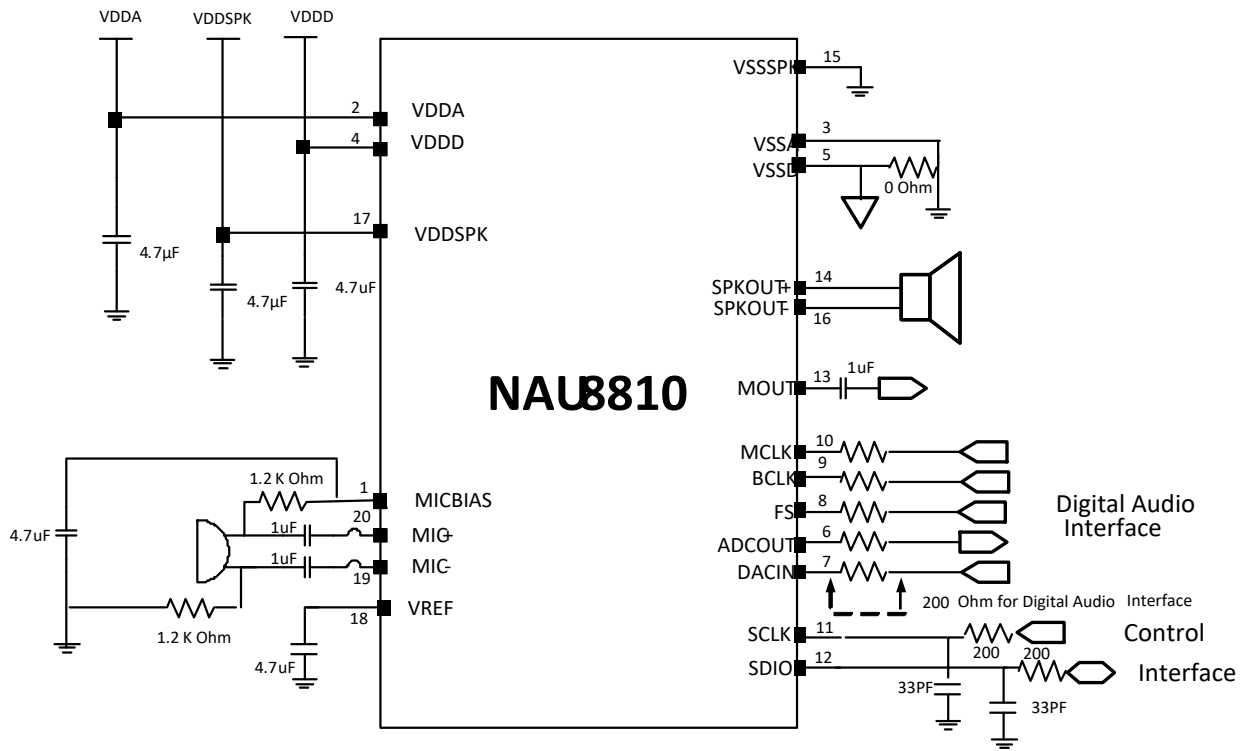 VDDA
VDDSPK
VDDD
2
VDDA
4
VDDD
17
VDDSPK
4.7µF
4.7µF
4.7uF
NAU8810
1.2 K Ohm
1
MICBIAS
20
1uF
MIC+
4.7uF
1uF
MIC-
19
VREF
18
1.2 K Ohm
4.7uF
VSSSPK
15
VSSA
3
VSSD
5
0 Ohm
SPKOUT+
14
SPKOUT-
16
MOUT
13
1uF
MCLK
10
BCLK
9
FS
8
ADCOUT
6
DACIN
7
Digital Audio
Interface
200 Ohm for Digital Audio Interface
SCLK
11
200
Control
SDIO
12
200
Interface
33PF
33PF